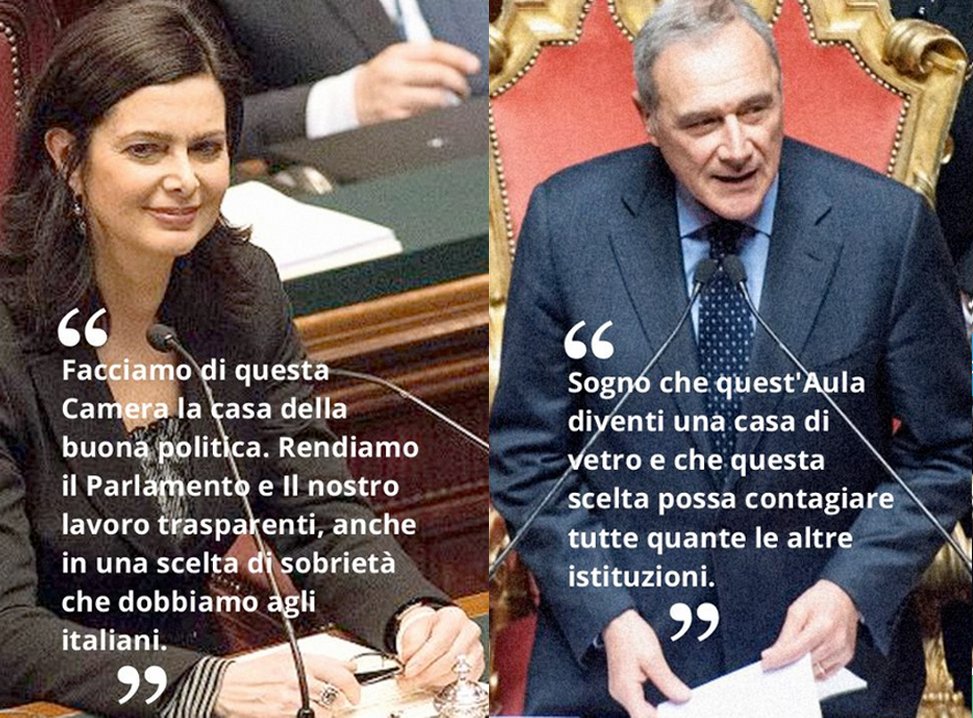 “
Facciamo di questa
Camera la casa della
buona politica. Rendiamo
il Parlamento e Il nostro
lavoro trasparenti, anche
in una scelta di sobrietà
che dobbiamo agli
italiani.
”
“
Sogno che quest'Aula
diventi una casa di
vetro e che questa
scelta possa contagiare
tutte quante le altre
istituzioni.
”